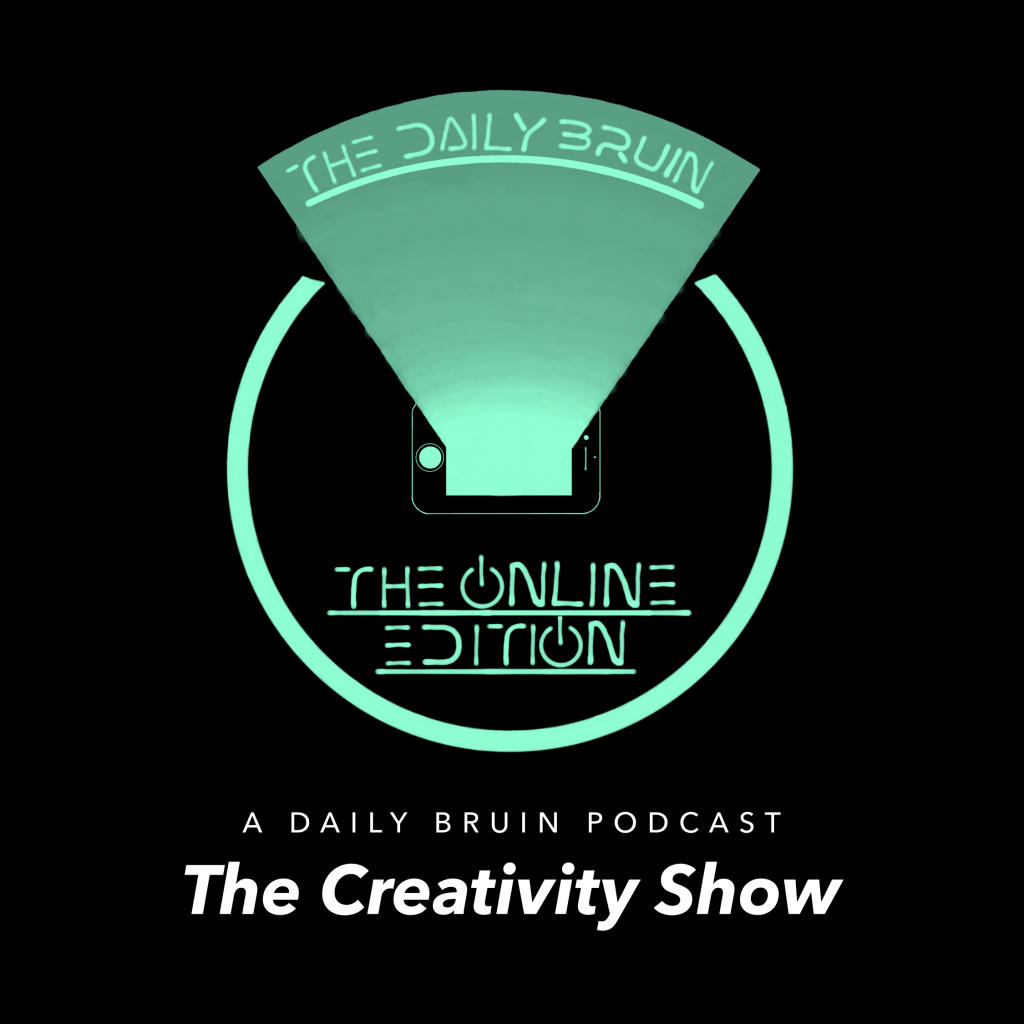 THE DAILY BRUIN
THE ONLINE
EDITION
A DAILY BRUIN PODCAST
The Creativity Show